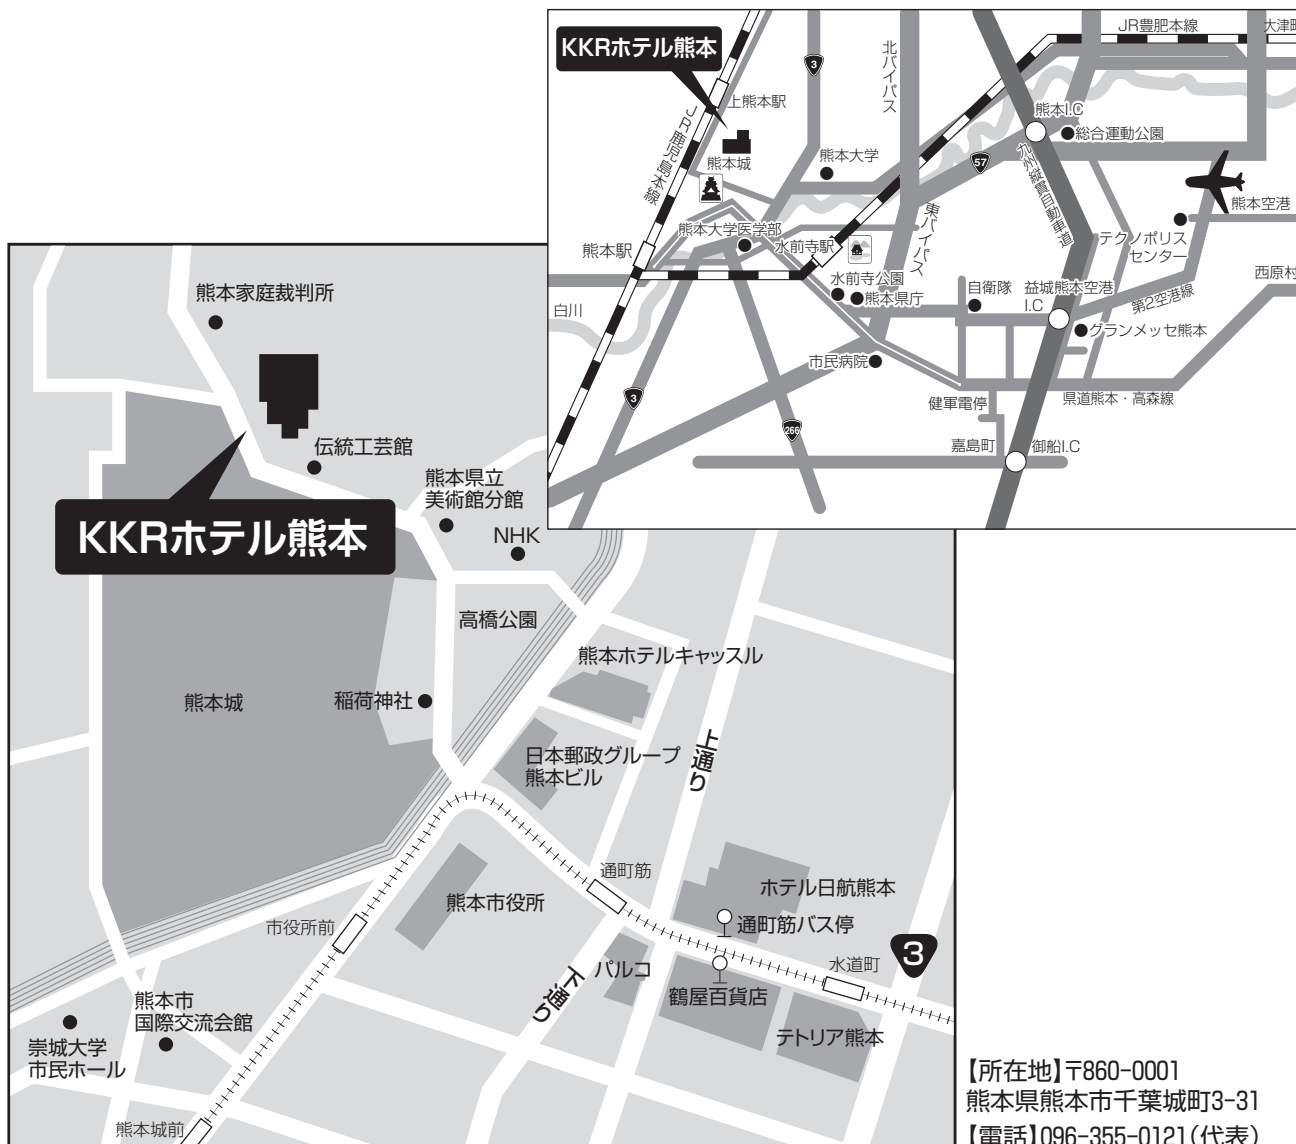 KKRホテル熊本
JR豊肥本線
大津町
北バイパス
3
上熊本駅
JR鹿児島本線
熊本I.C
総合運動公園
熊本城
熊本大学
57
九州縦貫自動車道
熊本空港
東バイパス
熊本大学医学部
水前寺駅
熊本駅
テクノポリス
センター
水前寺公園
熊本県庁
自衛隊
益城熊本空港
I.C
第2空港線
西原村
白川
グランメッセ熊本
市民病院
3
健軍電停
県道熊本・高森線
266
嘉島町
御船I.C
熊本家庭裁判所
伝統工芸館
熊本県立
美術館分館
KKRホテル熊本
NHK
高橋公園
熊本ホテルキャッスル
熊本城
稲荷神社
日本郵政グループ
熊本ビル
上通り
通町筋
ホテル日航熊本
熊本市役所
市役所前
通町筋バス停
3
パルコ
水道町
下通り
鶴屋百貨店
熊本市
国際交流会館
テトリア熊本
崇城大学
市民ホール
熊本城前
【所在地】〒860-0001
熊本県熊本市千葉城町3-31
【電話】096-355-0121(代表)